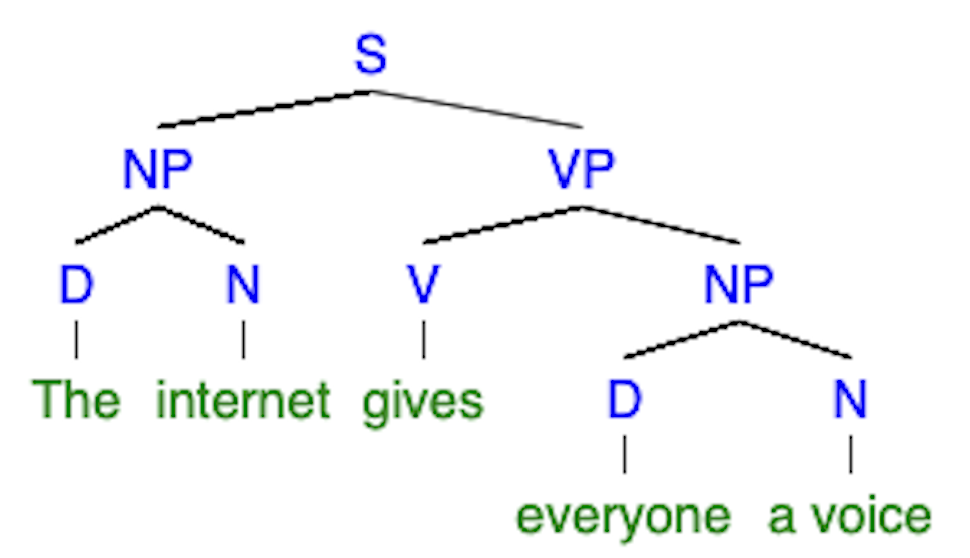 S
NP VP
D N V NP
The internet gives D N
everyone a voice